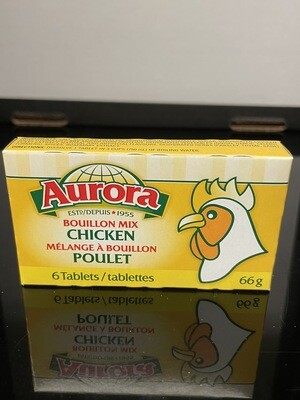 Aurora
ESTD/DEPUIS★1955
BOUILLON MIX
CHICKEN
MÉLANGE À BOUILLON
POULET
6 Tablets / tablettes
66 g